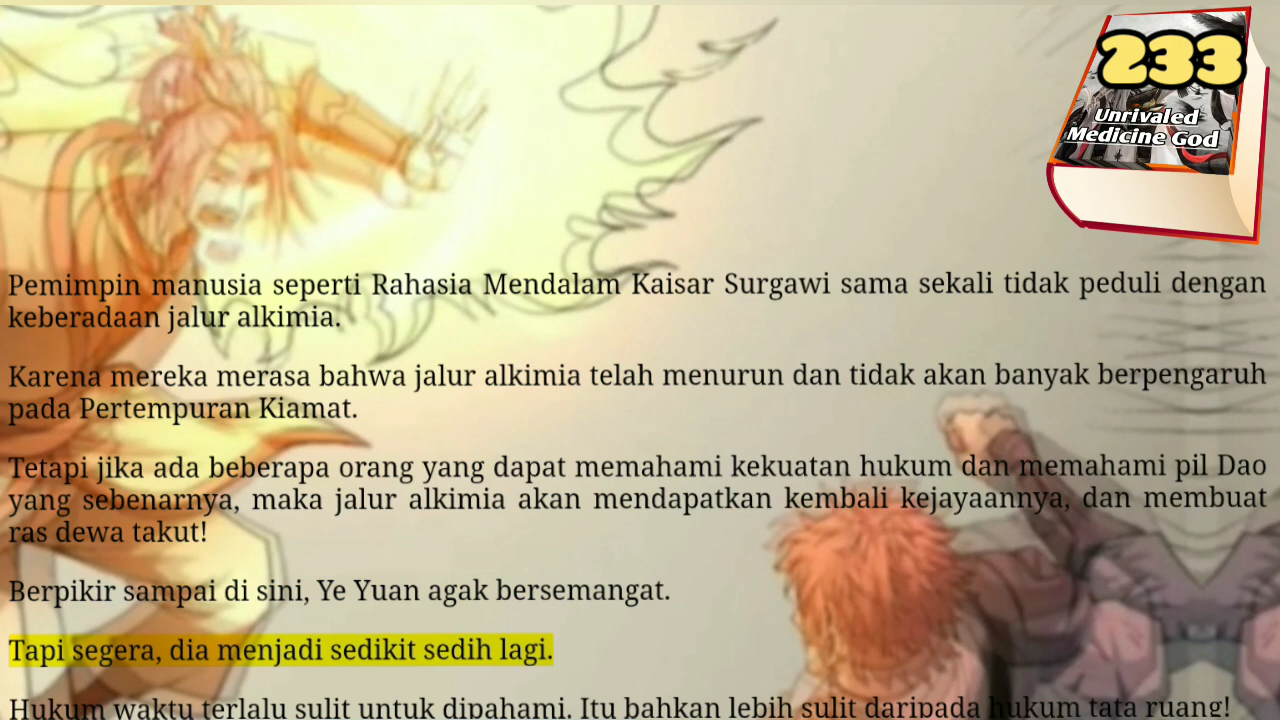 233
Unrivaled
Medicine God
Pemimpin manusia seperti Rahasia Mendalam Kaisar Surgawi sama sekali tidak peduli dengan
keberadaan jalur alkimia.
Karena mereka merasa bahwa jalur alkimia telah menurun dan tidak akan banyak berpengaruh
pada Pertempuran Kiamat.
Tetapi jika ada beberapa orang yang dapat memahami kekuatan hukum dan memahami pil Dao
yang sebenarnya, maka jalur alkimia akan mendapatkan kembali kejayaannya, dan membuat
ras dewa takut!
Berpikir sampai di sini, Ye Yuan agak bersemangat.
Tapi segera, dia menjadi sedikit sedih lagi.
Hukum waktu terlalu sulit untuk dipahami. Itu bahkan lebih sulit daripada hukum tata ruang!